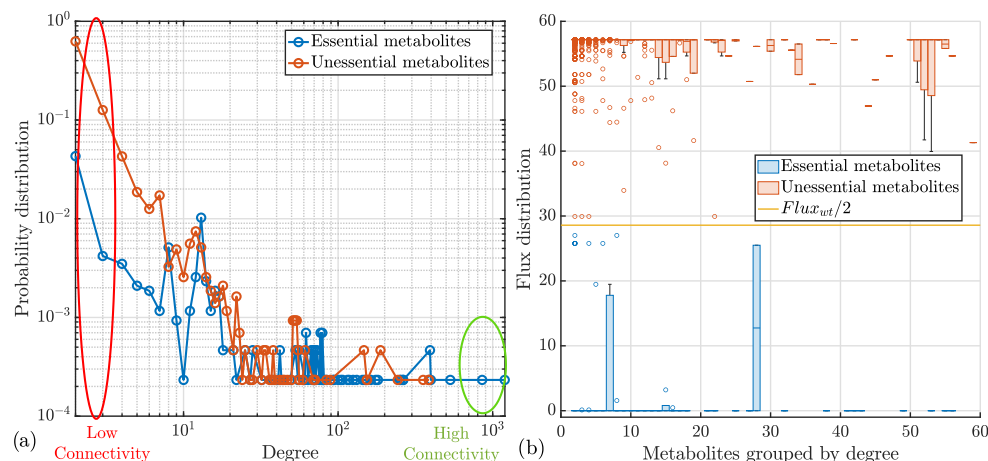 10^0
10^-1
10^-2
10^-3
10^-4
Probability distribution
Essential metabolites
Unessential metabolites
10^1
10^2
10^3
(a)
Low
Connectivity
Degree
High
Connectivity
60
50
40
30
20
10
0
Flux distribution
Essential metabolites
Unessential metabolites
Flux_wt/2
0
10
20
30
40
50
60
(b)
Metabolites grouped by degree